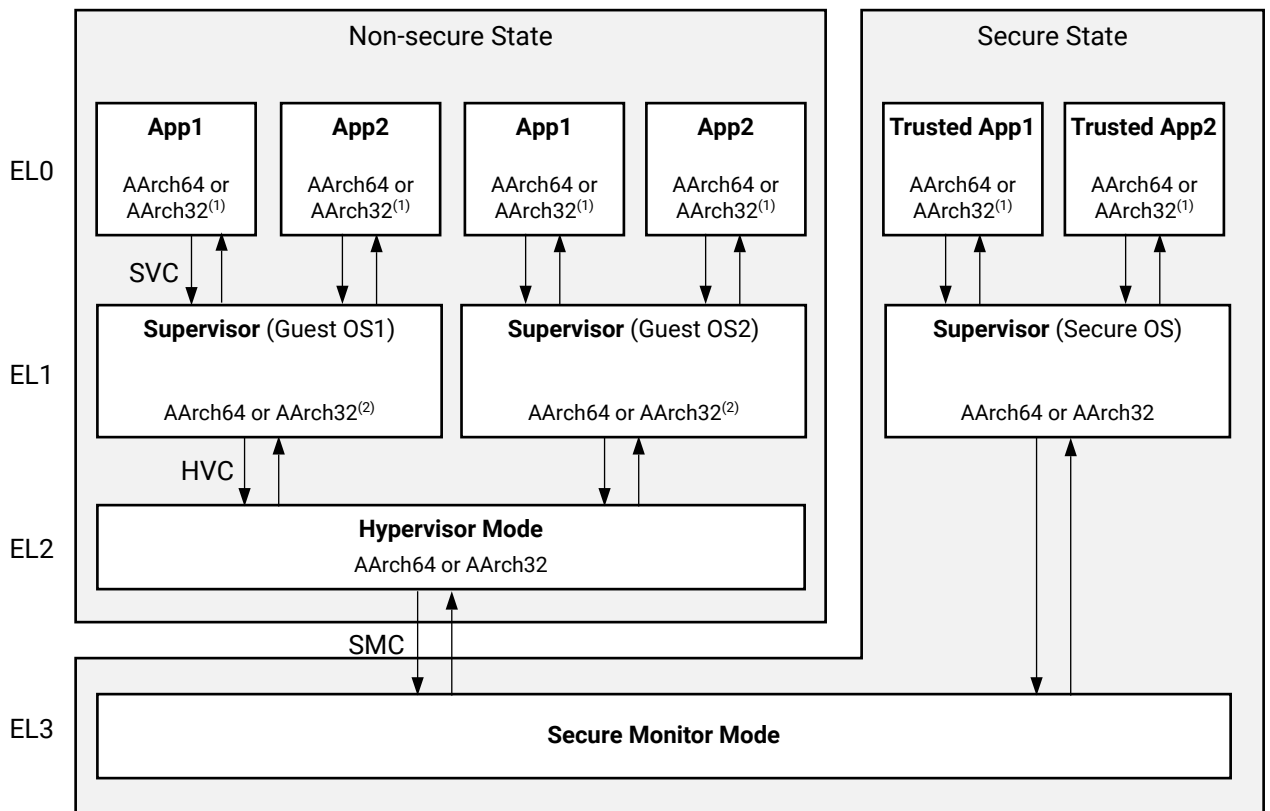 Non-secure State
Secure State
EL0
App1
AArch64 or
AArch32(1)
App2
AArch64 or
AArch32(1)
App1
AArch64 or
AArch32(1)
App2
AArch64 or
AArch32(1)
Trusted App1
AArch64 or
AArch32(1)
Trusted App2
AArch64 or
AArch32(1)
SVC
EL1
Supervisor (Guest OS1)
AArch64 or AArch32(2)
Supervisor (Guest OS2)
AArch64 or AArch32(2)
Supervisor (Secure OS)
AArch64 or AArch32
HVC
EL2
Hypervisor Mode
AArch64 or AArch32
SMC
EL3
Secure Monitor Mode